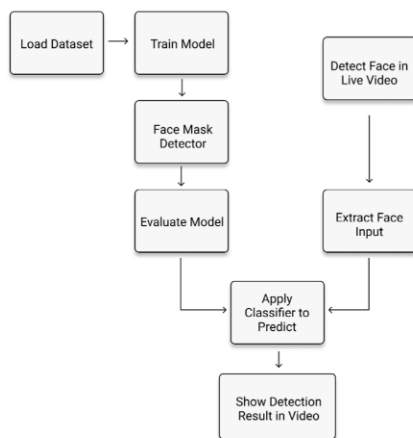 Load Dataset
Train Model
Detect Face in
Live Video
Face Mask
Detector
Evaluate Model
Extract Face
Input
Apply
Classifier to
Predict
Show Detection
Result in Video